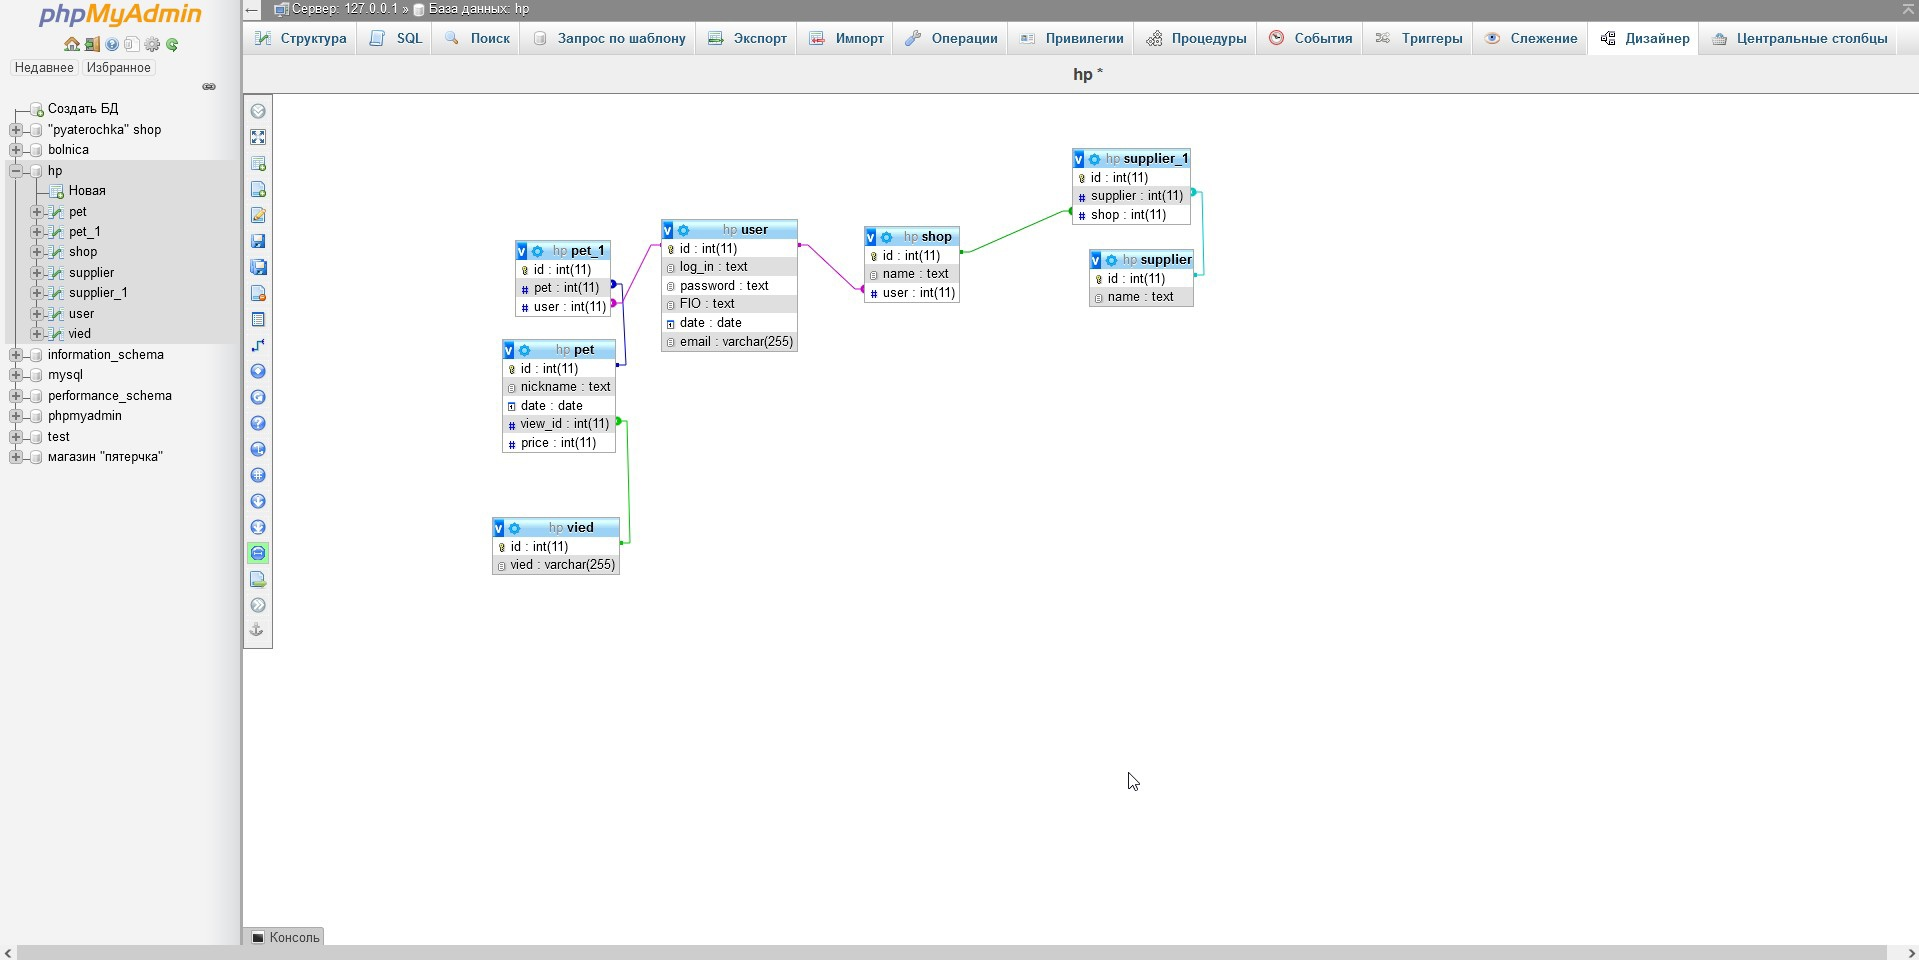 phpMyAdmin
Недавнее Избранное
Создать БД
"pyaterochka" shop
bolnica
hp
Новая
pet
pet_1
shop
supplier
supplier_1
user
vied
information_schema
mysql
performance_schema
phpmyadmin
test
магазин "пятерчка"
← Сервер: 127.0.0.1 » База данных: hp
Структура SQL Поиск Запрос по шаблону Экспорт Импорт Операции Привилегии Процедуры События Триггеры Слежение Дизайнер Центральные столбцы
hp *
v hp pet_1
id : int(11)
# pet : int(11)
# user : int(11)
v hp pet
id : int(11)
nickname : text
date : date
# view_id : int(11)
# price : int(11)
v hp vied
id : int(11)
vied : varchar(255)
v hp user
id : int(11)
log_in : text
password : text
FIO : text
date : date
email : varchar(255)
v hp shop
id : int(11)
name : text
# user : int(11)
v hp supplier_1
id : int(11)
# supplier : int(11)
# shop : int(11)
v hp supplier
id : int(11)
name : text
Консоль